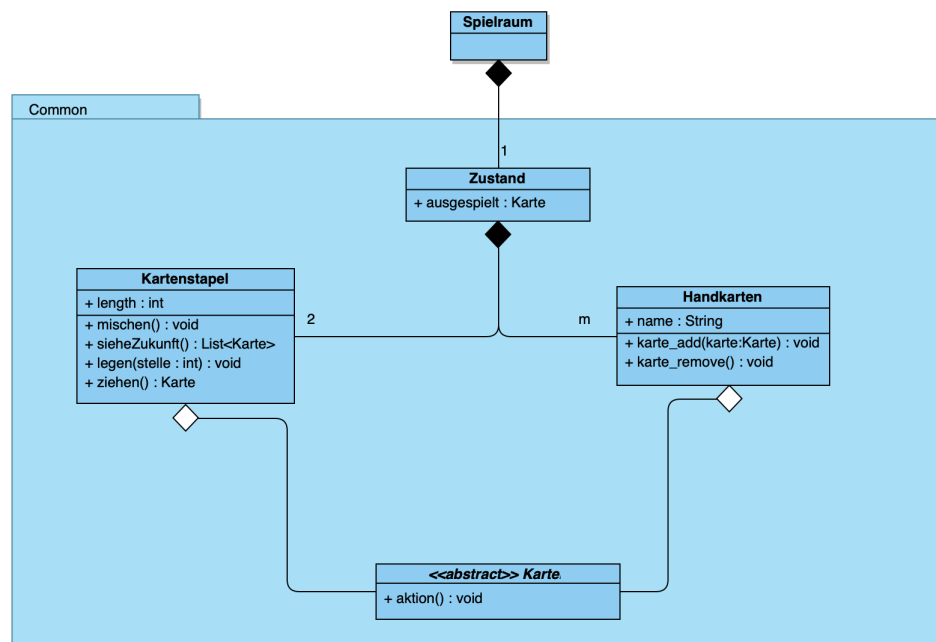 Spielraum
Common
1
Zustand
+ ausgespielt : Karte
Kartenstapel
+ length : int
+ mischen() : void
+ sieheZukunft() : List<Karte>
+ legen(stelle : int) : void
+ ziehen() : Karte
2
m
Handkarten
+ name : String
+ karte_add(karte:Karte) : void
+ karte_remove() : void
<<abstract>> Karte
+ aktion() : void